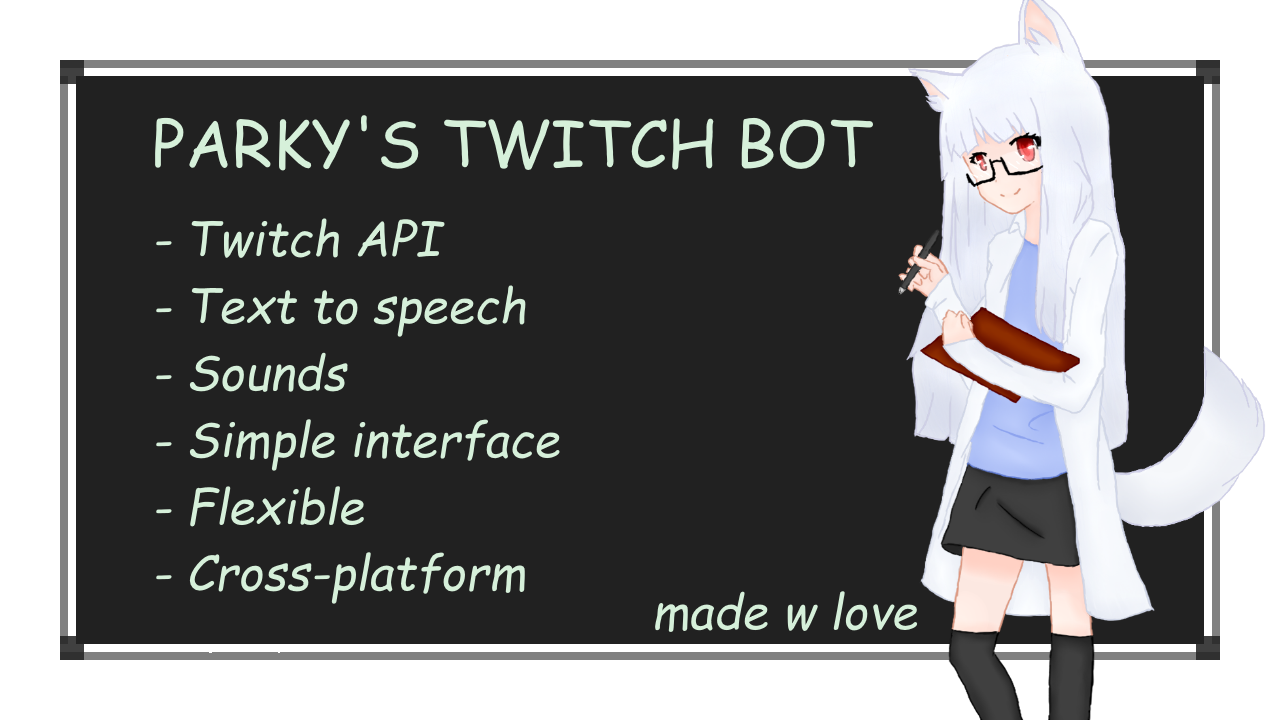 PARKY'S TWITCH BOT
- Twitch API
- Text to speech
- Sounds
- Simple interface
- Flexible
- Cross-platform
made w love